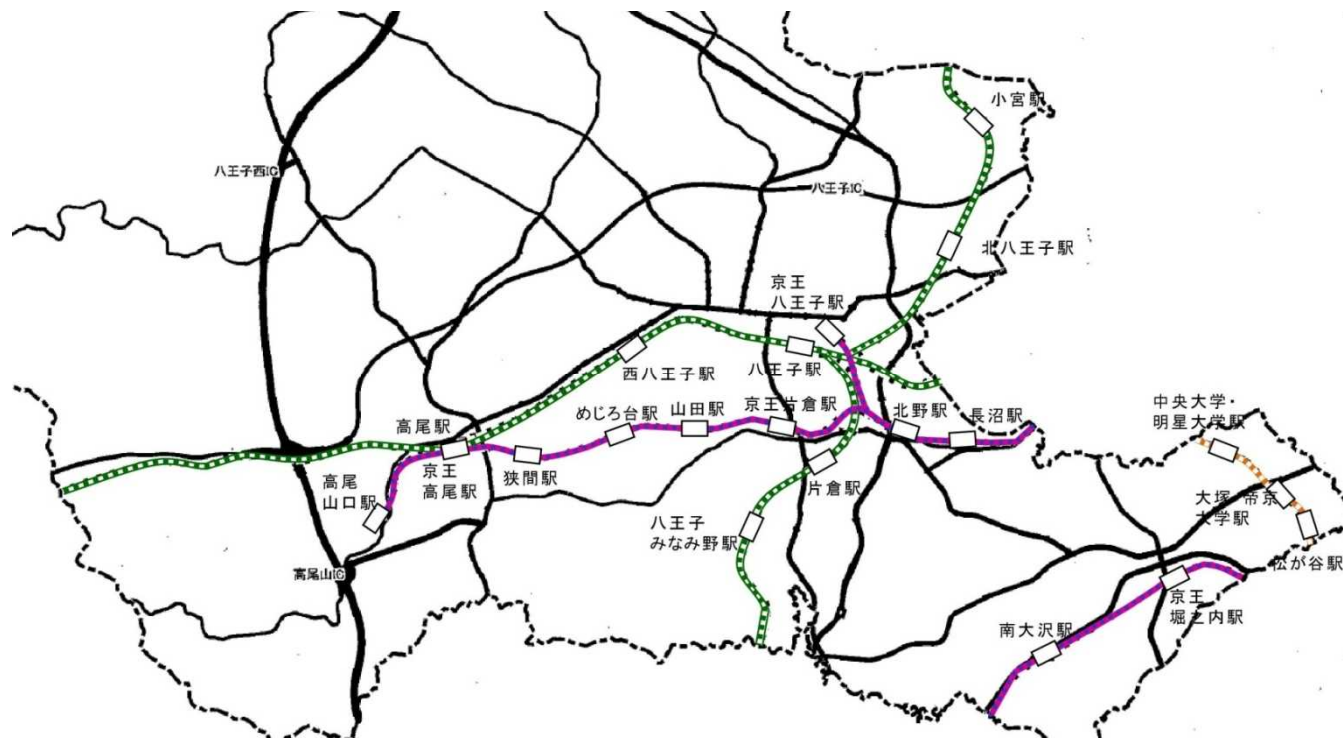 小宮駅
八王子西IC
八王子IC
北八王子駅
京王
八王子駅
八王子駅
西八王子駅
めじろ台駅
山田駅
京王片倉駅
北野駅
長沼駅
中央大学・
明星大学駅
高尾駅
京王
高尾駅
狭間駅
片倉駅
高尾
山口駅
大塚・帝京
大学駅
八王子
みなみ野駅
松が谷駅
高尾山IC
京王
堀之内駅
南大沢駅